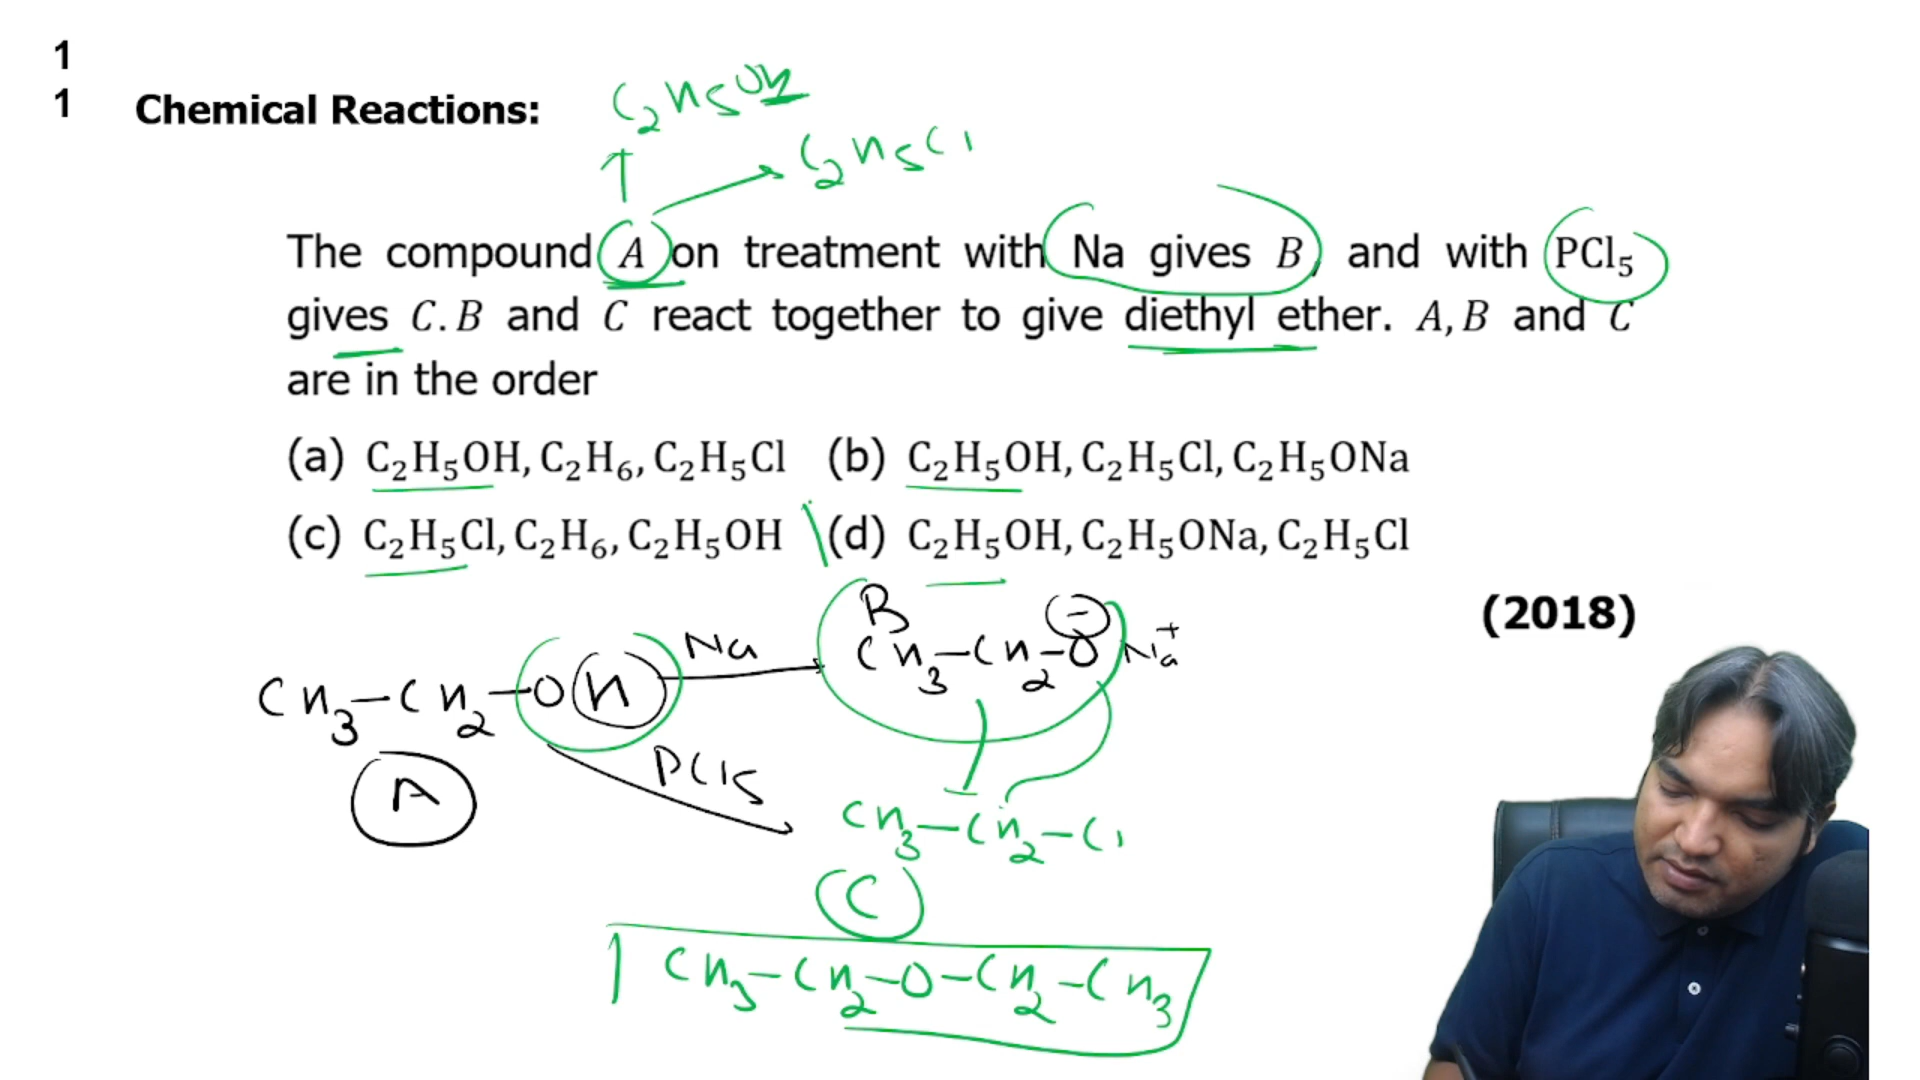 1
1 Chemical Reactions:
C₂H₅OH
C₂H₅Cl
The compound A on treatment with Na gives B, and with PCl₅
gives C. B and C react together to give diethyl ether. A, B and C
are in the order
(a) C₂H₅OH, C₂H₆, C₂H₅Cl (b) C₂H₅OH, C₂H₅Cl, C₂H₅ONa
(c) C₂H₅Cl, C₂H₆, C₂H₅OH (d) C₂H₅OH, C₂H₅ONa, C₂H₅Cl
(2018)
B
CH₃-CH₂-OH Na CH₃-CH₂-O⁻ Na⁺
A PCl5
CH₃-CH₂-Cl
C
CH₃-CH₂-O-CH₂-CH₃